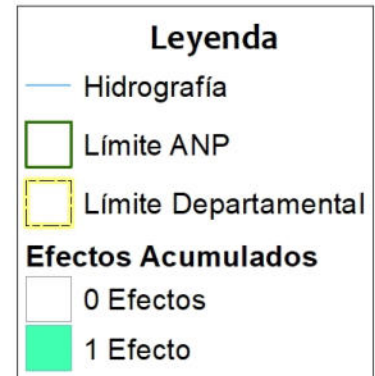 Leyenda
Hidrografía
Límite ANP
Límite Departamental
Efectos Acumulados
0 Efectos
1 Efecto